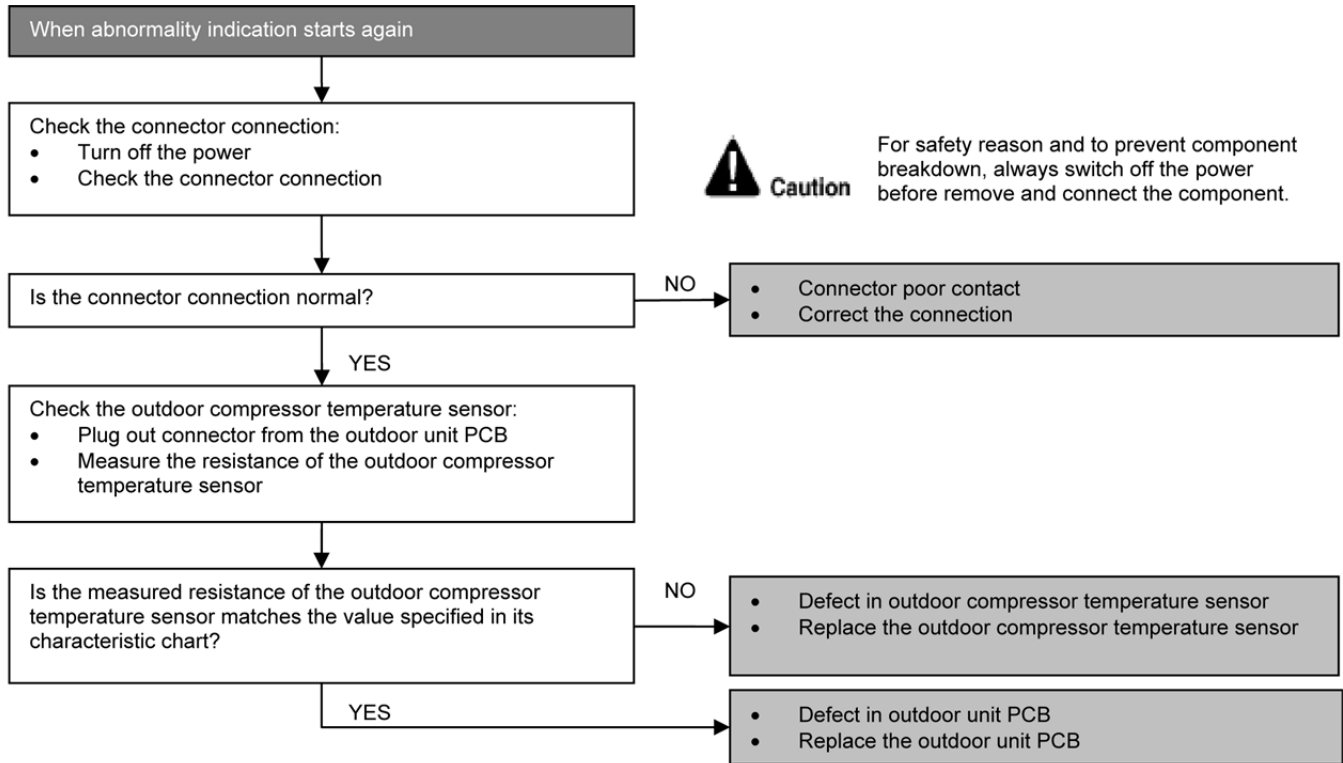 When abnormality indication starts again
Check the connector connection:
• Turn off the power
• Check the connector connection
Caution
For safety reason and to prevent component
breakdown, always switch off the power
before remove and connect the component.
Is the connector connection normal?
NO
• Connector poor contact
• Correct the connection
YES
Check the outdoor compressor temperature sensor:
• Plug out connector from the outdoor unit PCB
• Measure the resistance of the outdoor compressor
temperature sensor
Is the measured resistance of the outdoor compressor
temperature sensor matches the value specified in its
characteristic chart?
NO
• Defect in outdoor compressor temperature sensor
• Replace the outdoor compressor temperature sensor
YES
• Defect in outdoor unit PCB
• Replace the outdoor unit PCB